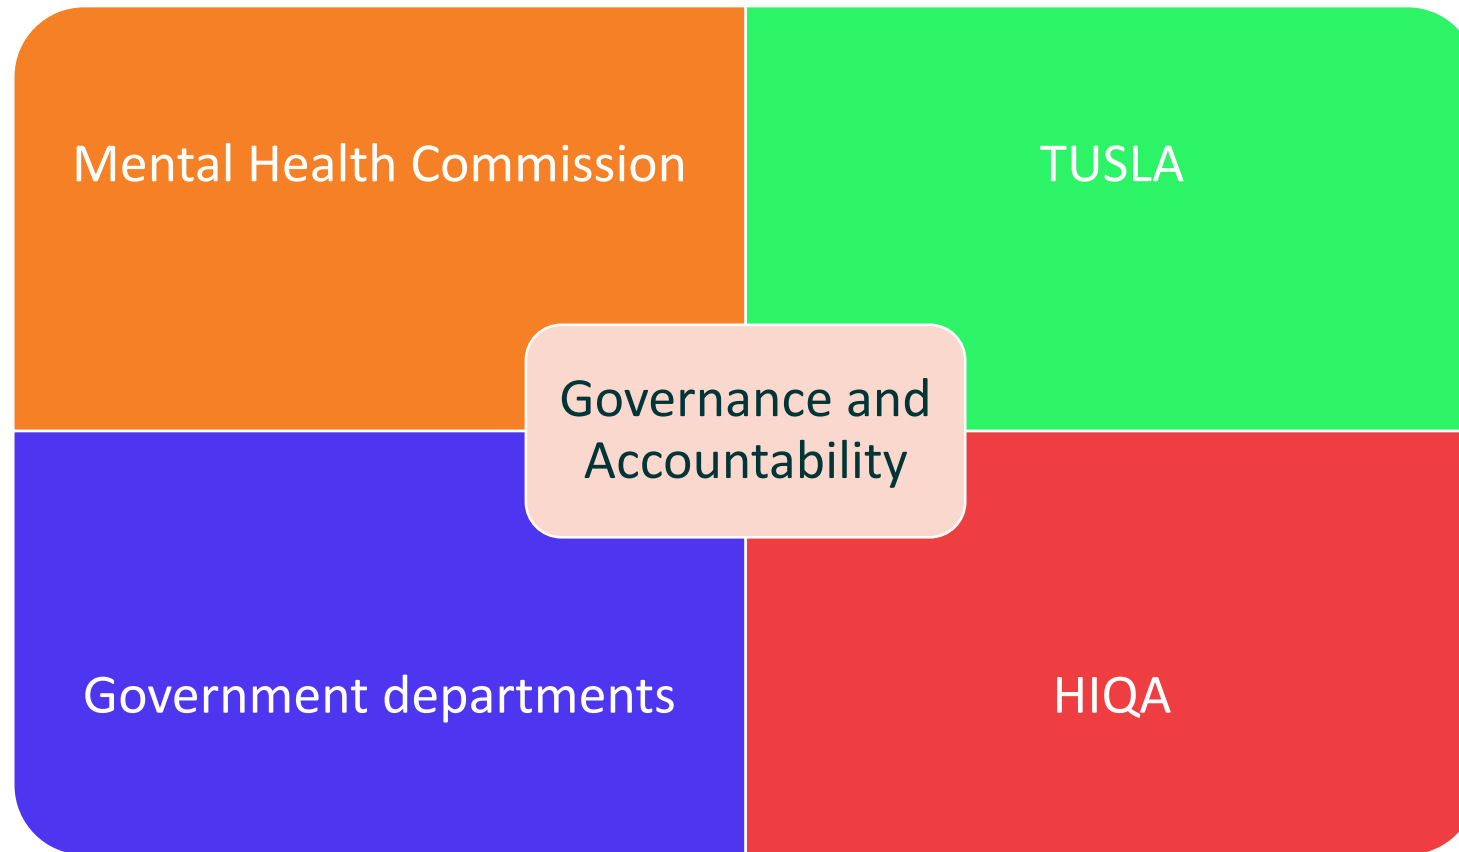 Mental Health Commission
TUSLA
Governance and
Accountability
Government departments
HIQA